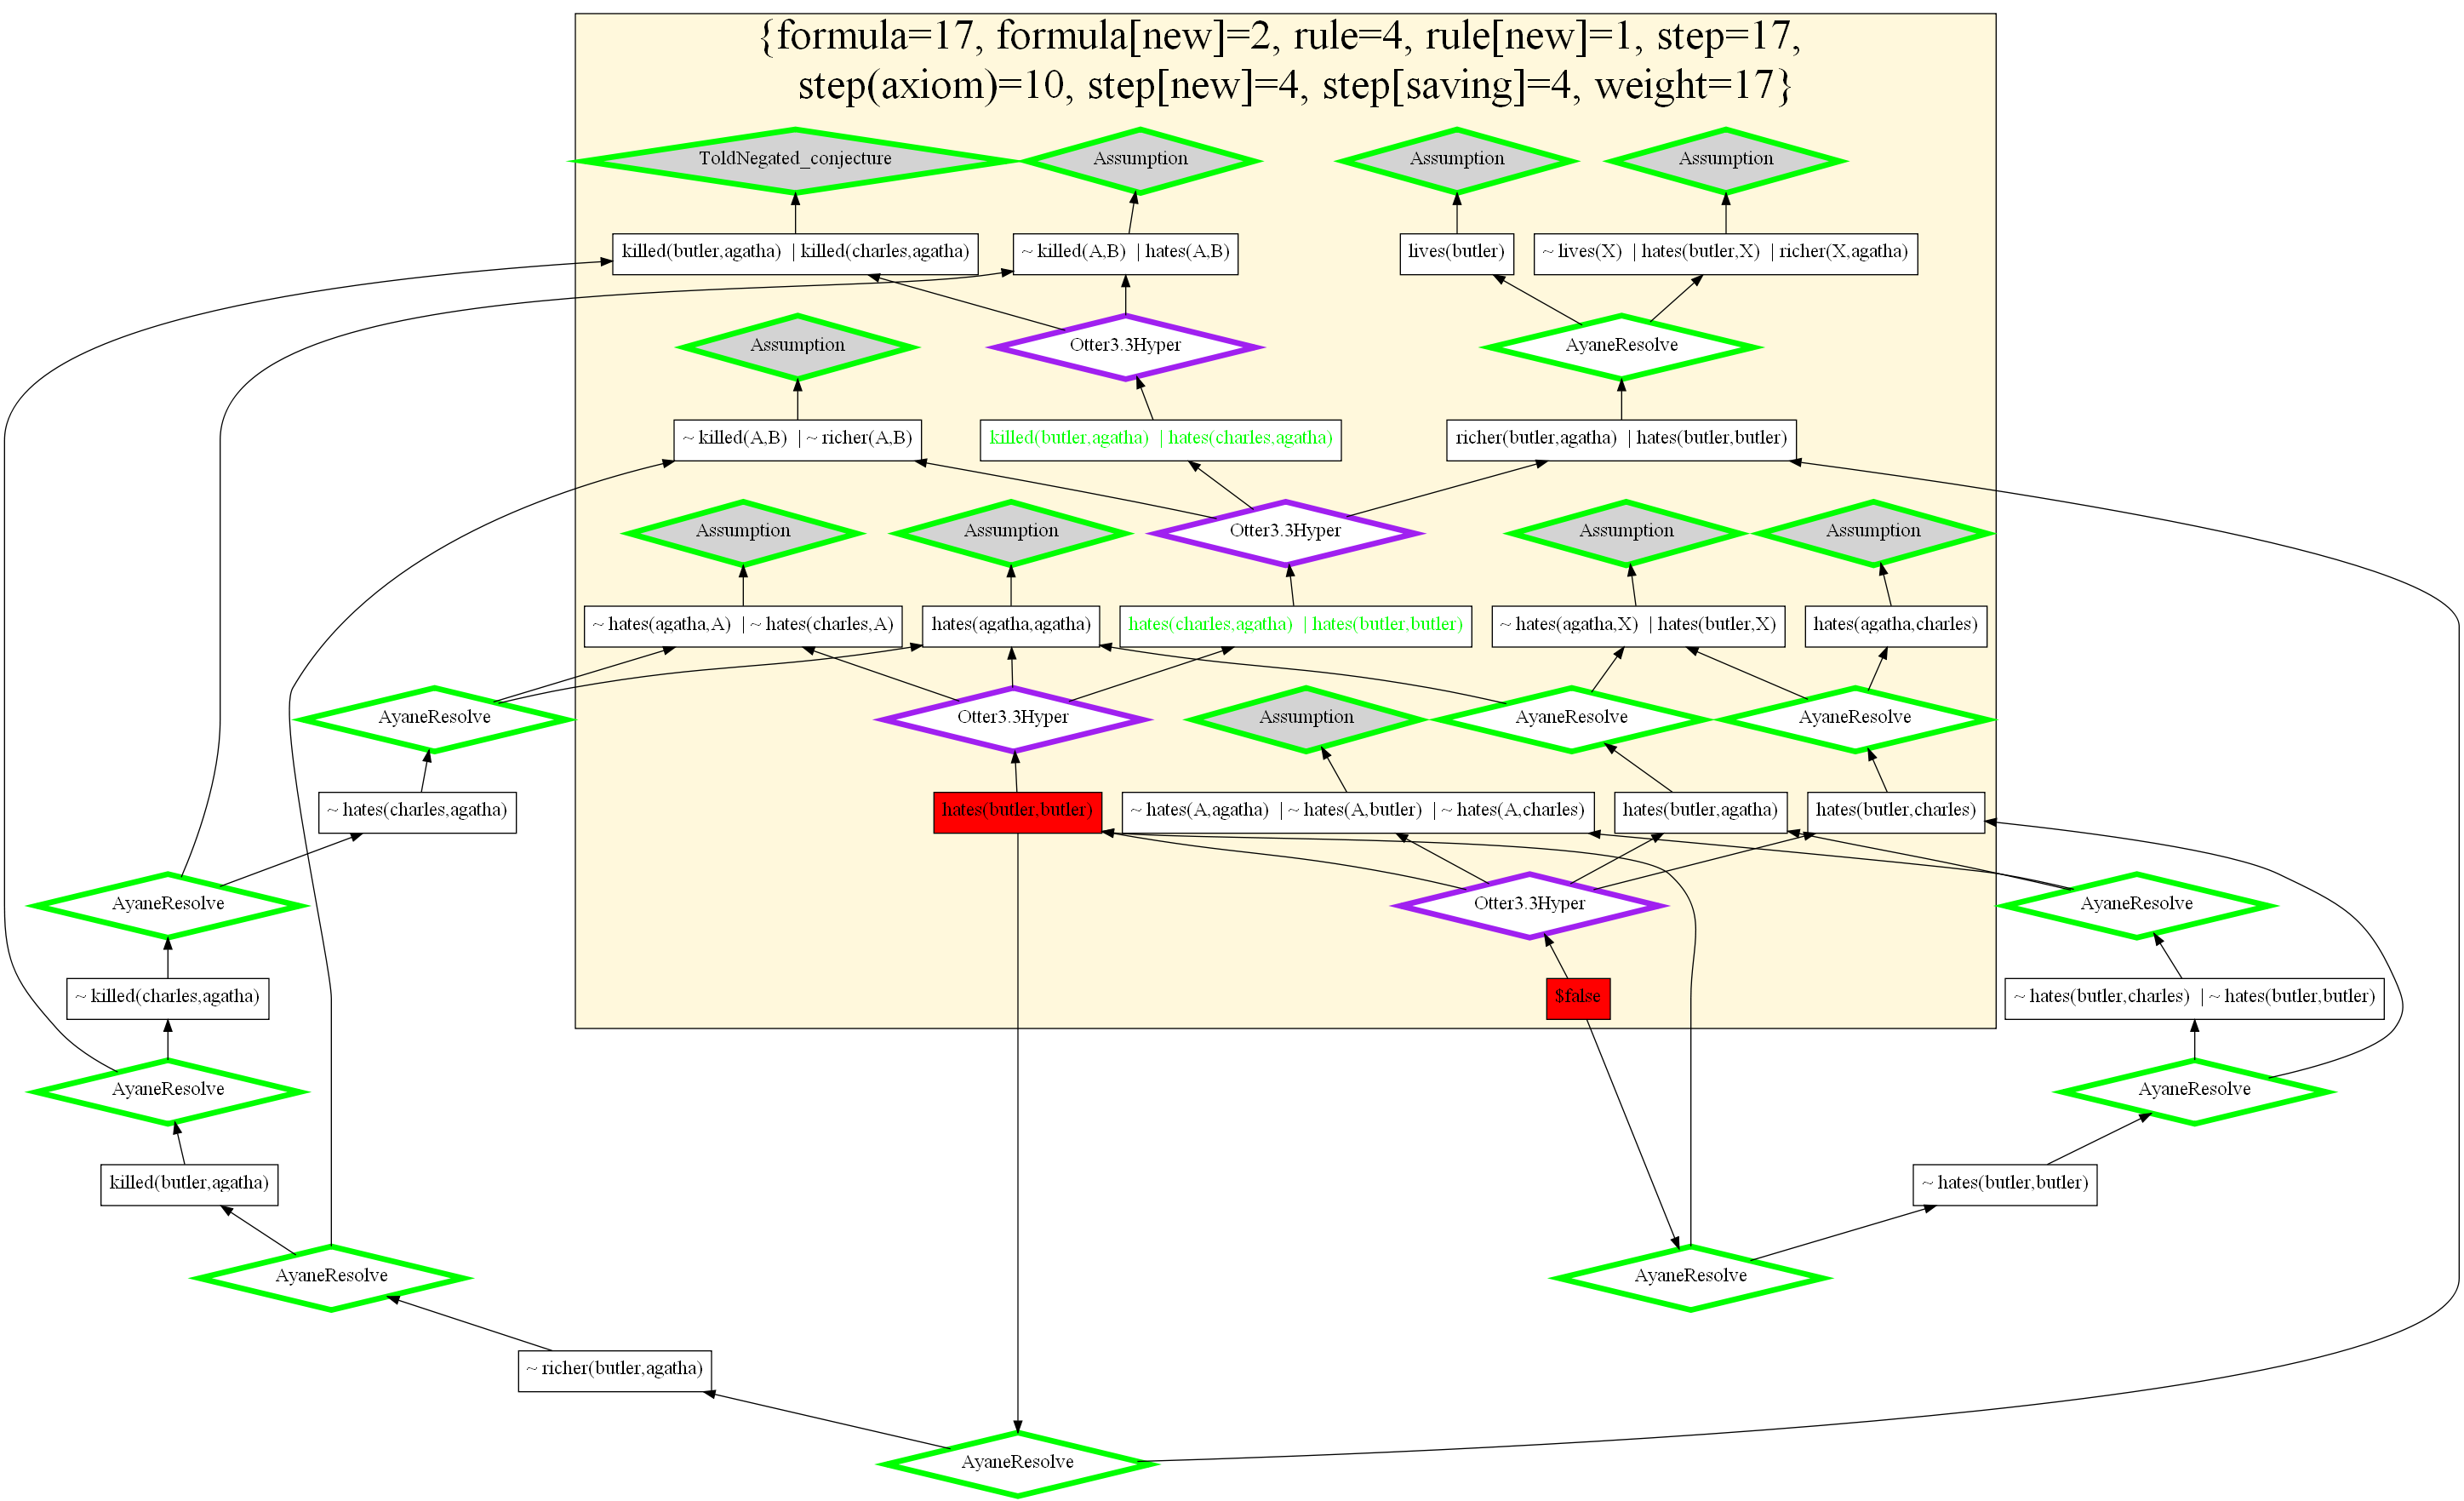 {formula=17, formula[new]=2, rule=4, rule[new]=1, step=17,
step(axiom)=10, step[new]=4, step[saving]=4, weight=17}
ToldNegated_conjecture
Assumption
Assumption
Assumption
killed(butler,agatha) | killed(charles,agatha)
~ killed(A,B) | hates(A,B)
lives(butler)
~ lives(X) | hates(butler,X) | richer(X,agatha)
Assumption
Otter3.3Hyper
AyaneResolve
~ killed(A,B) | ~ richer(A,B)
killed(butler,agatha) | hates(charles,agatha)
richer(butler,agatha) | hates(butler,butler)
Assumption
Assumption
Otter3.3Hyper
Assumption
Assumption
~ hates(agatha,A) | ~ hates(charles,A)
hates(agatha,agatha)
hates(charles,agatha) | hates(butler,butler)
~ hates(agatha,X) | hates(butler,X)
hates(agatha,charles)
AyaneResolve
Otter3.3Hyper
Assumption
AyaneResolve
AyaneResolve
~ hates(charles,agatha)
hates(butler,butler)
~ hates(A,agatha) | ~ hates(A,butler) | ~ hates(A,charles)
hates(butler,agatha)
hates(butler,charles)
AyaneResolve
Otter3.3Hyper
AyaneResolve
~ killed(charles,agatha)
$false
~ hates(butler,charles) | ~ hates(butler,butler)
AyaneResolve
AyaneResolve
killed(butler,agatha)
~ hates(butler,butler)
AyaneResolve
AyaneResolve
~ richer(butler,agatha)
AyaneResolve